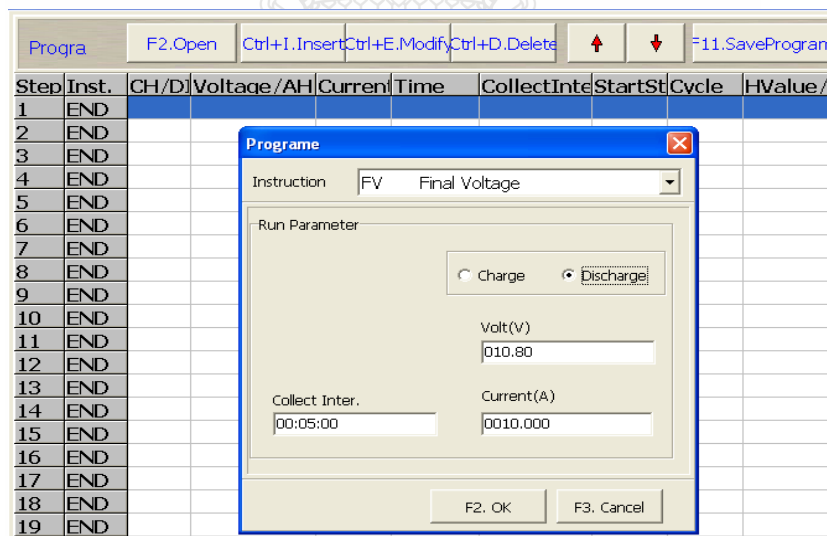 Progra F2.Open Ctrl+I.Insert Ctrl+E.Modify Ctrl+D.Delete F11.SaveProgram
Step Inst. CH/DI Voltage/AH Current Time CollectInte StartSt Cycle HValue/
1 END
2 END
3 END
4 END
5 END
6 END
7 END
8 END
9 END
10 END
11 END
12 END
13 END
14 END
15 END
16 END
17 END
18 END
19 END
Programe
Instruction FV Final Voltage
Run Parameter
Charge Discharge
Volt(V)
010.80
Collect Inter. Current(A)
00:05:00 0010.000
F2. OK F3. Cancel